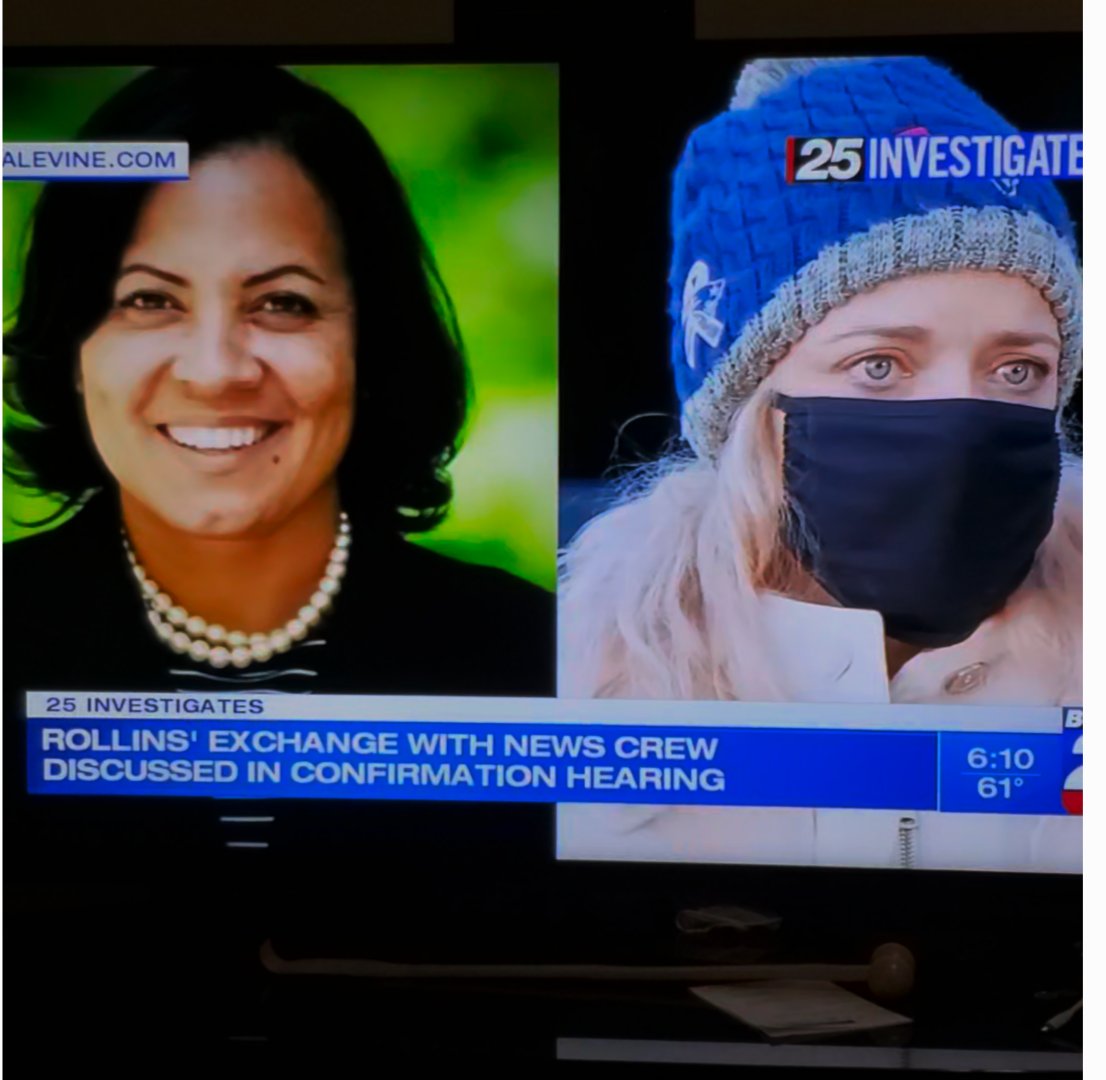 ALEVINE.COM
25 INVESTIGATE
25 INVESTIGATES
ROLLINS' EXCHANGE WITH NEWS CREW
DISCUSSED IN CONFIRMATION HEARING
6:10
61°